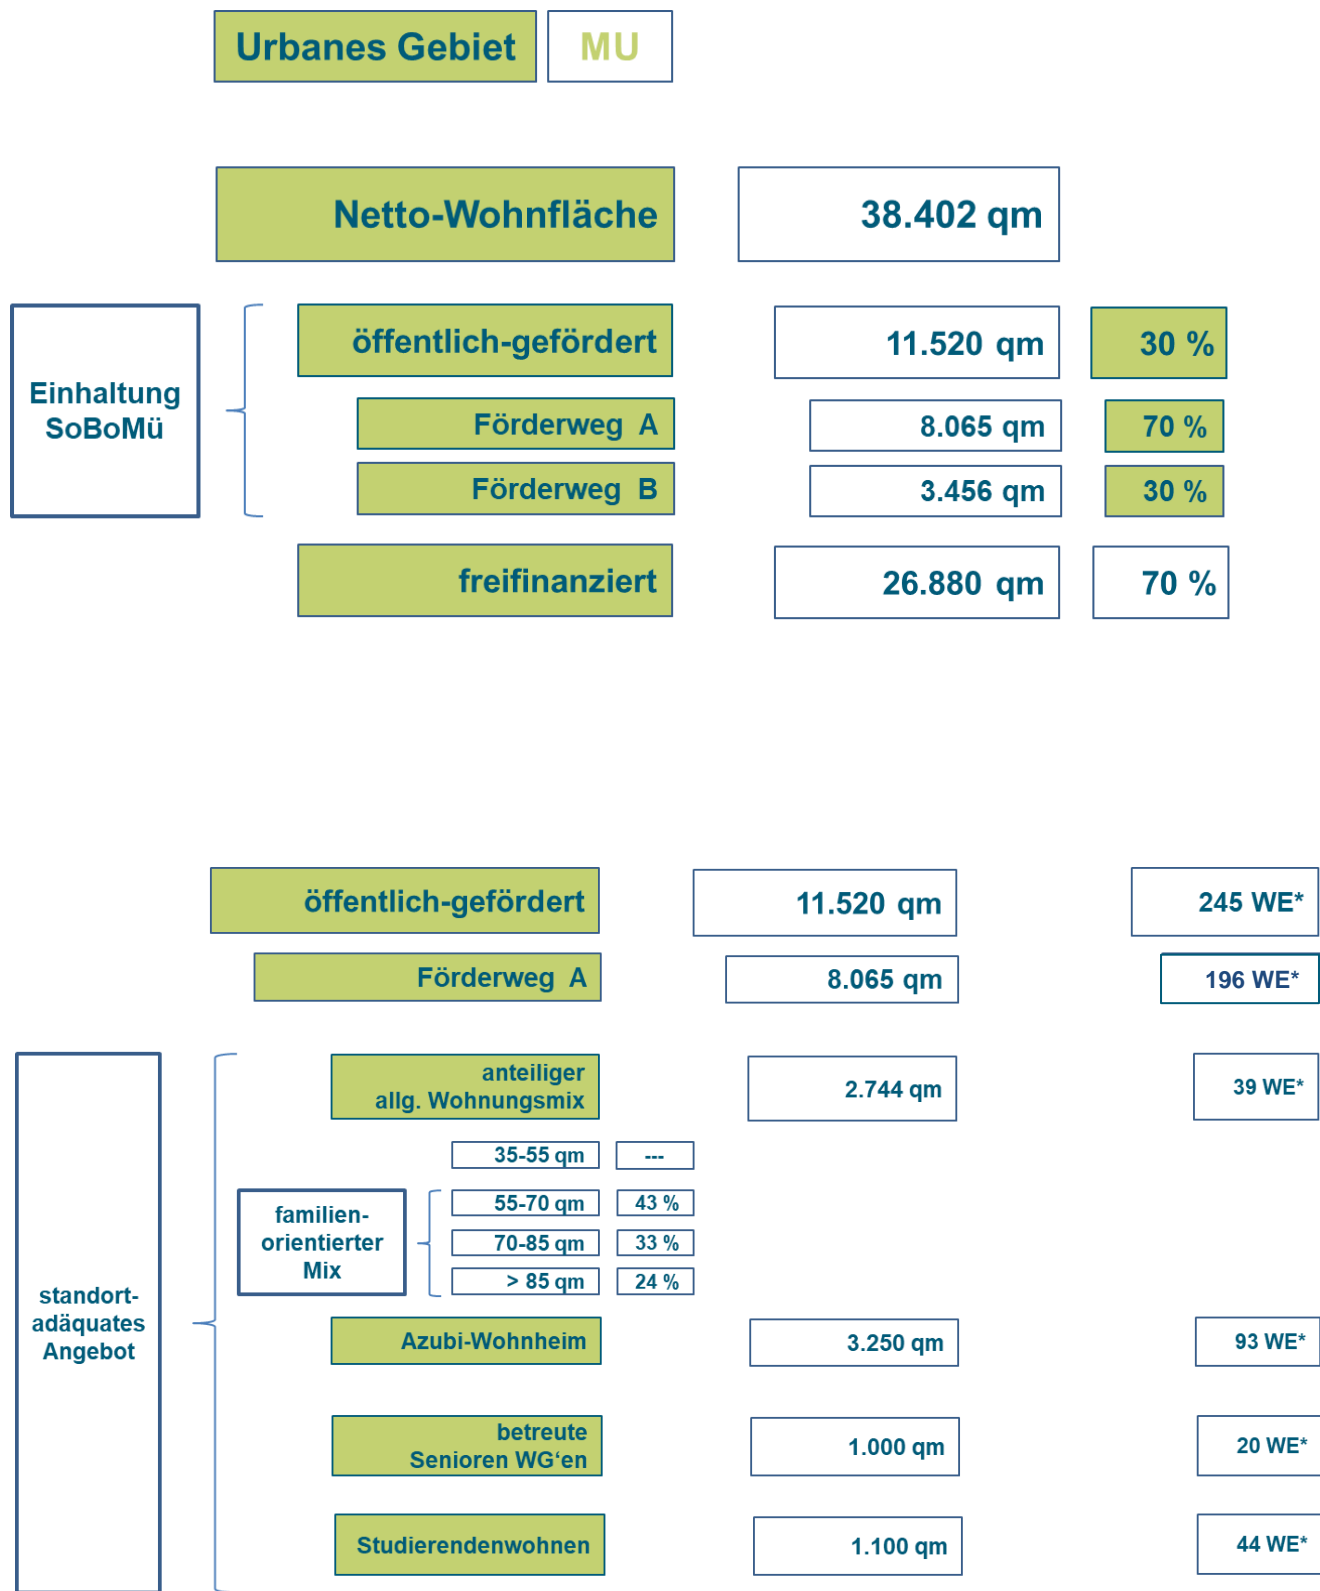 Urbanes Gebiet MU
Netto-Wohnfläche 38.402 qm
Einhaltung
SoBoMü
öffentlich-gefördert 11.520 qm 30 %
Förderweg A 8.065 qm 70 %
Förderweg B 3.456 qm 30 %
freifinanziert 26.880 qm 70 %
öffentlich-gefördert 11.520 qm 245 WE*
Förderweg A 8.065 qm 196 WE*
standort-
adäquates
Angebot
anteiliger
allg. Wohnungsmix 2.744 qm 39 WE*
35-55 qm ---
familien-
orientierter
Mix
55-70 qm 43 %
70-85 qm 33 %
> 85 qm 24 %
Azubi-Wohnheim 3.250 qm 93 WE*
betreute
Senioren WG‘en 1.000 qm 20 WE*
Studierendenwohnen 1.100 qm 44 WE*